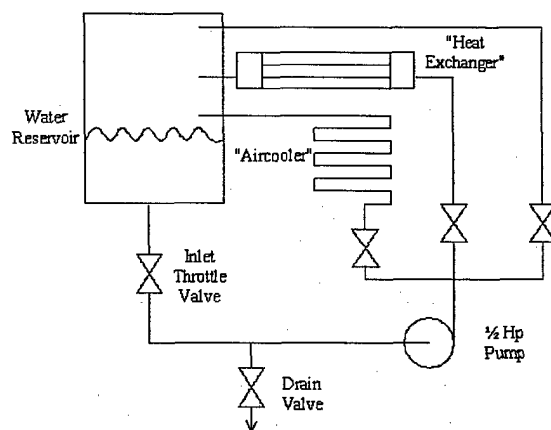 "Heat
Exchanger"
Water
Reservoir
"Aircooler"
Inlet
Throttle
Valve
½ Hp
Pump
Drain
Valve